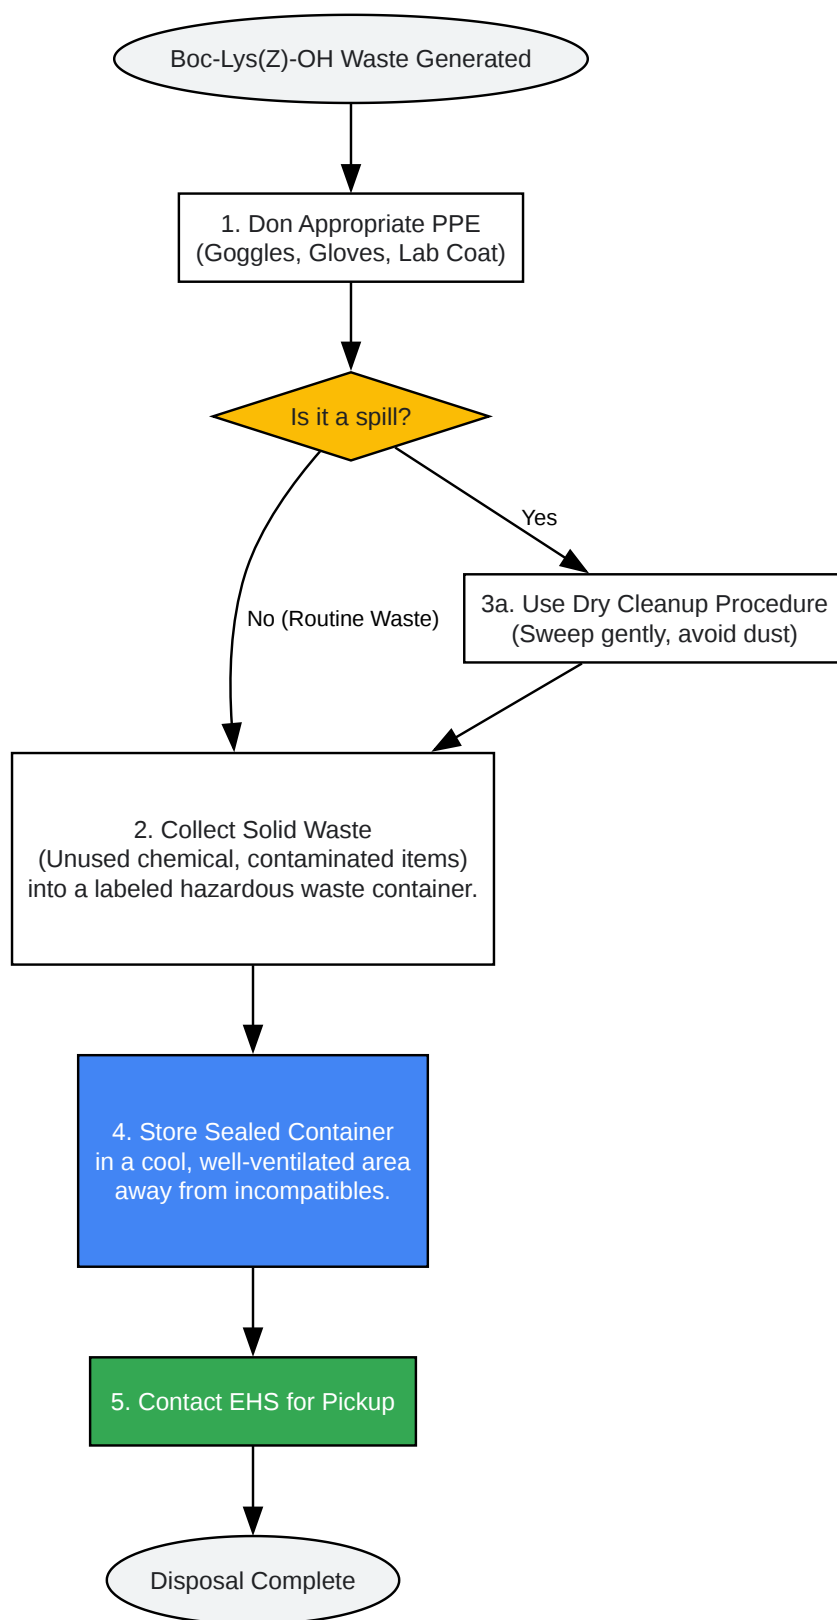 Boc-Lys(Z)-OH Waste Generated
1. Don Appropriate PPE
(Goggles, Gloves, Lab Coat)
Is it a spill?
Yes
No (Routine Waste)
3a. Use Dry Cleanup Procedure
(Sweep gently, avoid dust)
2. Collect Solid Waste
(Unused chemical, contaminated items)
into a labeled hazardous waste container.
4. Store Sealed Container
in a cool, well-ventilated area
away from incompatibles.
5. Contact EHS for Pickup
Disposal Complete